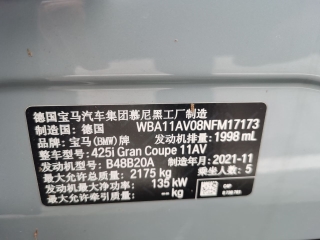 德国宝马汽车集团慕尼黑工厂制造
制造国：德国 WBA11AV08NFM17173
品牌：宝马(BMW)牌 发动机排量：1998 mL
整车型号：425i Gran Coupe 11AV
发动机型号：B48B20A 制造年月：2021-11
最大允许总质量：2175 kg 乘坐人数：5
发动机最大净功率：135 kW
最大允许牵引质量：-- kg